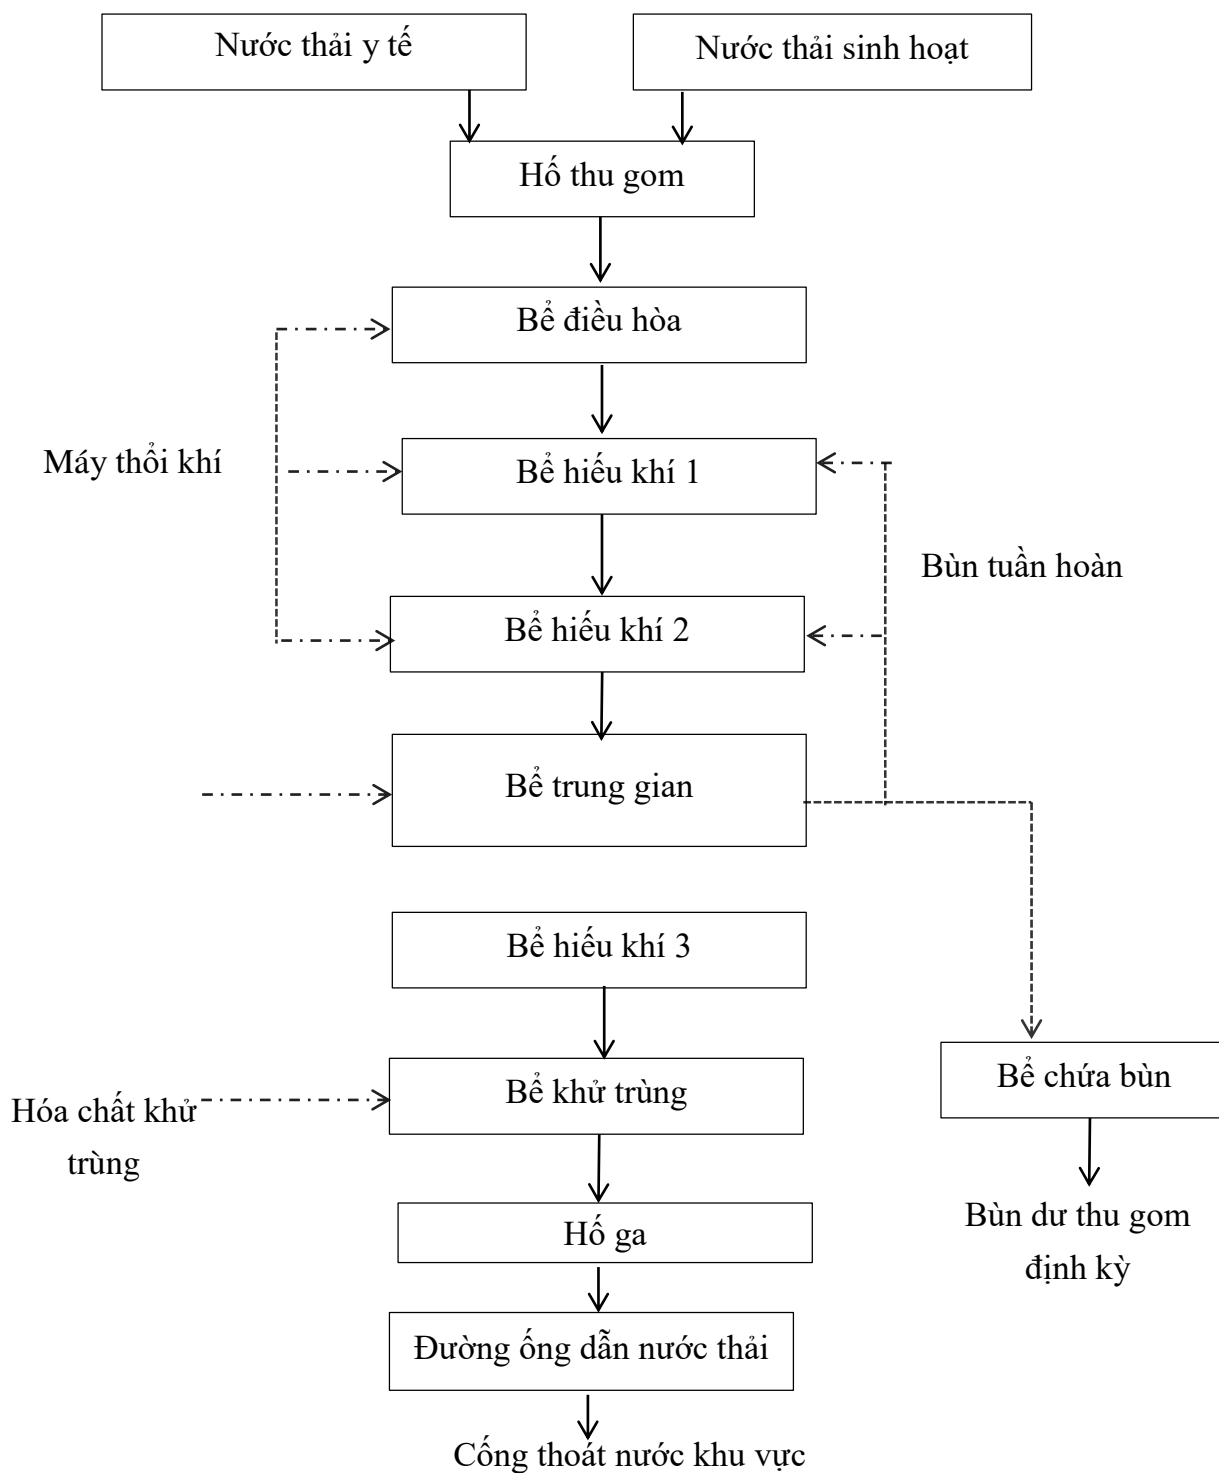 Nước thải y tế
Nước thải sinh hoạt
Hố thu gom
Bể điều hòa
Máy thổi khí
Bể hiếu khí 1
Bùn tuần hoàn
Bể hiếu khí 2
Bể trung gian
Bể hiếu khí 3
Bể khử trùng
Hóa chất khử
trùng
Bể chứa bùn
Bùn dư thu gom
định kỳ
Hố ga
Đường ống dẫn nước thải
Cống thoát nước khu vực